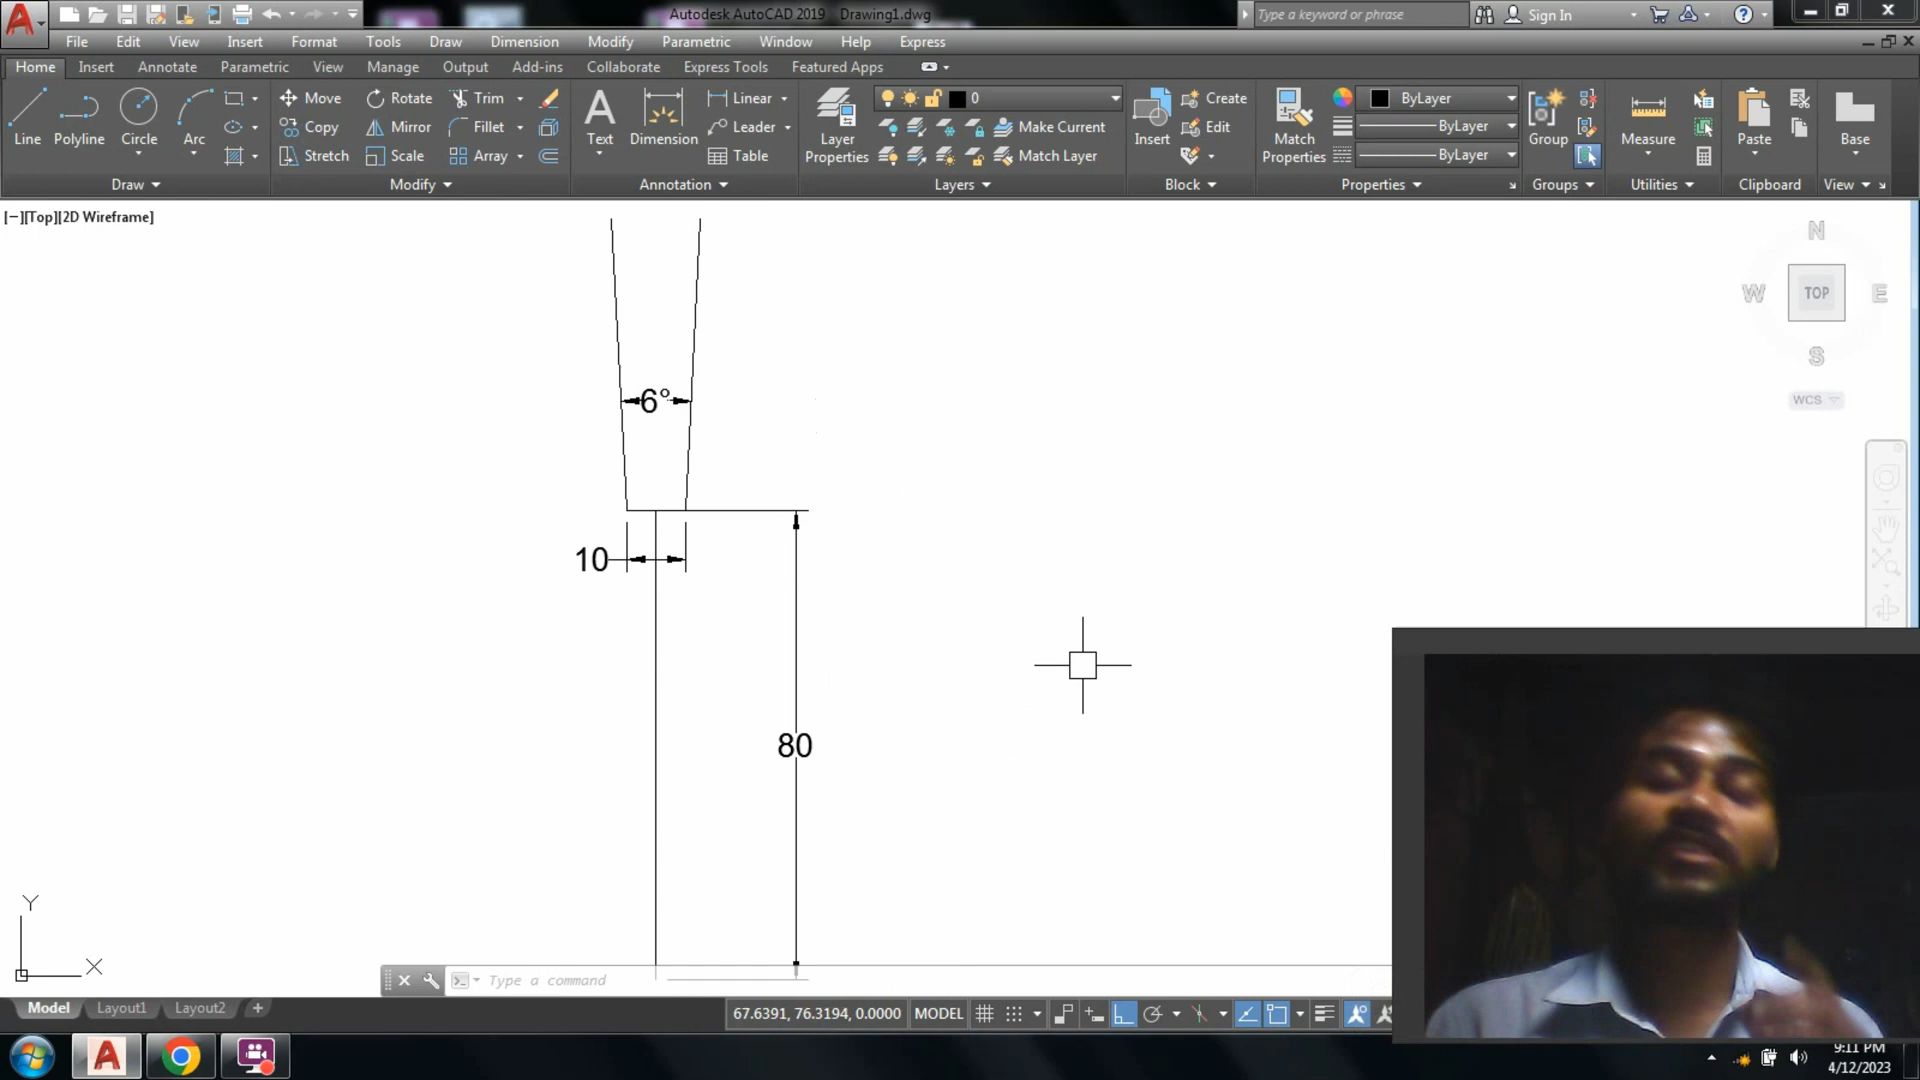 Autodesk AutoCAD 2019 Drawing1.dwg
Type a keyword or phrase
Sign In
File Edit View Insert Format Tools Draw Dimension Modify Parametric Window Help Express
Home Insert Annotate Parametric View Manage Output Add-ins Collaborate Express Tools Featured Apps
Line Polyline Circle Arc
Move Rotate Trim
Copy Mirror Fillet
Stretch Scale Array
Text Dimension
Linear
Leader
Table
Layer Properties
0
Make Current
Match Layer
Insert
Create
Edit
Match Properties
ByLayer
ByLayer
ByLayer
Group
Measure
Paste
Base
Draw Modify Annotation Layers Block Properties Groups Utilities Clipboard View
[−][Top][2D Wireframe]
N
W TOP E
S
WCS
6°
10
80
Y
X
Type a command
Model Layout1 Layout2 +
67.6391, 76.3194, 0.0000 MODEL
9:11 PM
4/12/2023